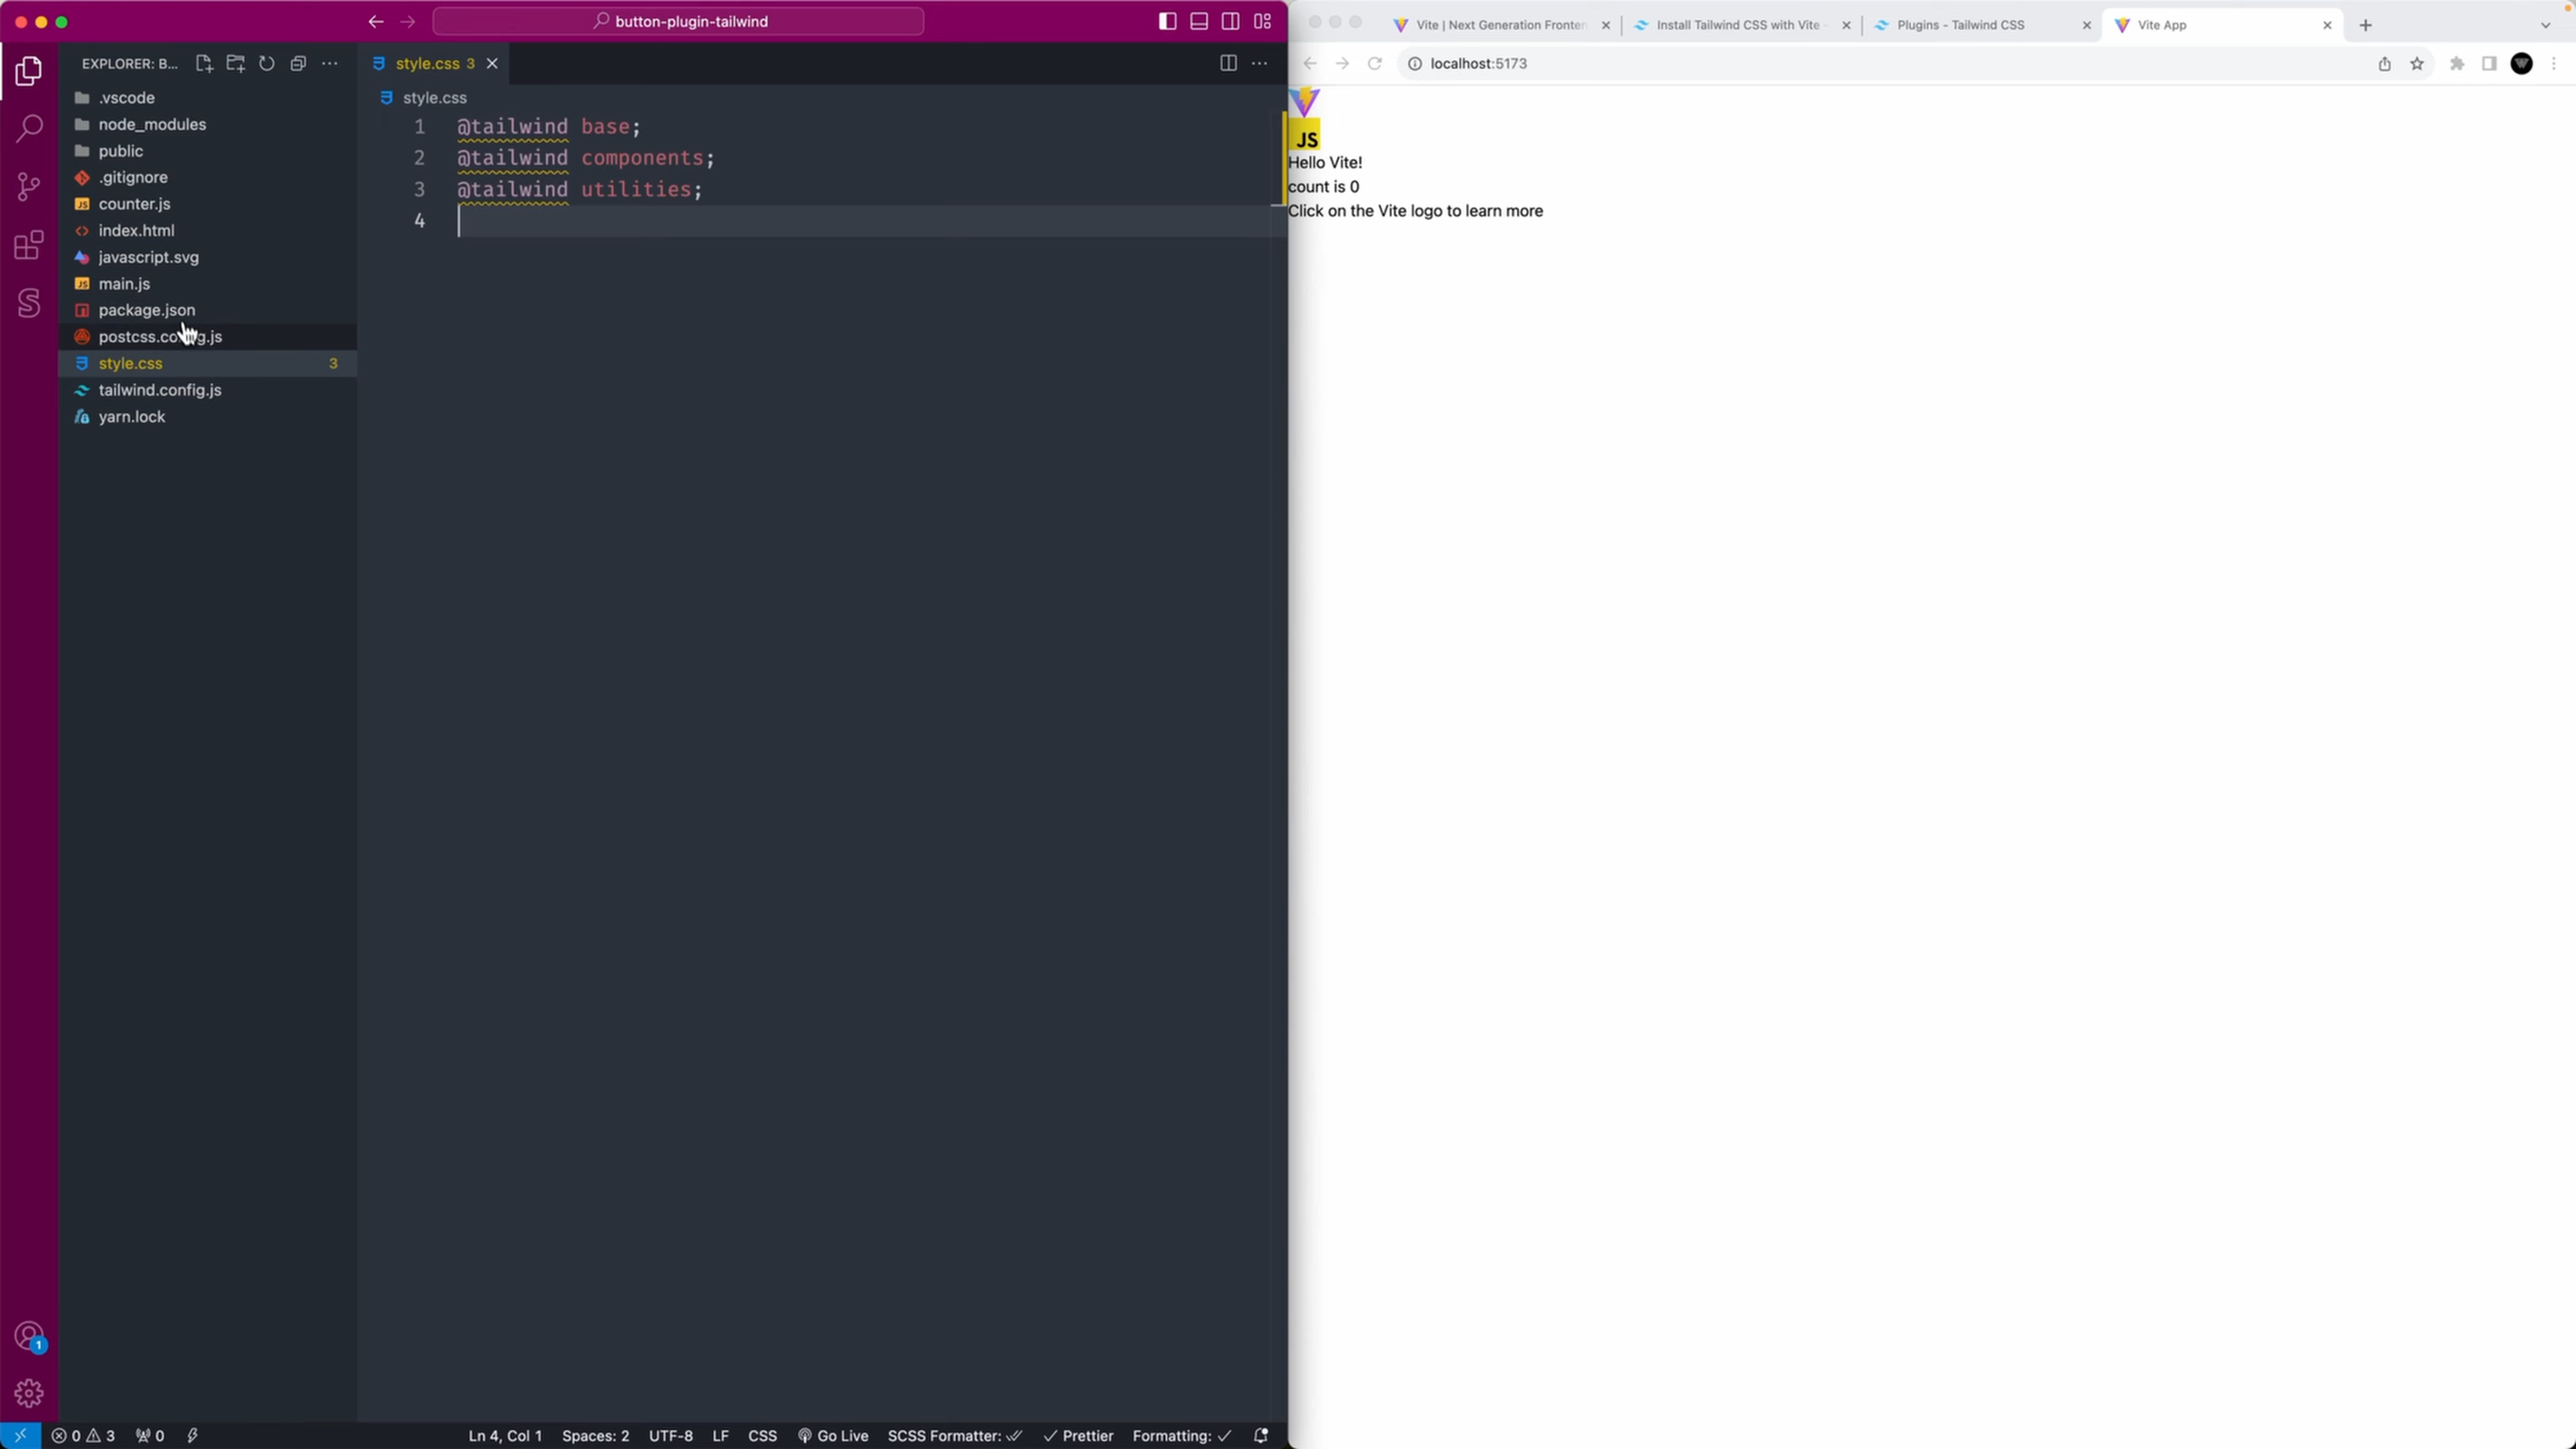 button-plugin-tailwind
EXPLORER: B...
.vscode
node_modules
public
.gitignore
counter.js
index.html
javascript.svg
main.js
package.json
postcss.config.js
style.css 3
tailwind.config.js
yarn.lock
style.css 3
style.css
1 @tailwind base;
2 @tailwind components;
3 @tailwind utilities;
4
1
0 3 0
Ln 4, Col 1 Spaces: 2 UTF-8 LF CSS Go Live SCSS Formatter: Prettier Formatting:
Vite | Next Generation Fronten Install Tailwind CSS with Vite - Plugins - Tailwind CSS Vite App
localhost:5173
W
JS
Hello Vite!
count is 0
Click on the Vite logo to learn more